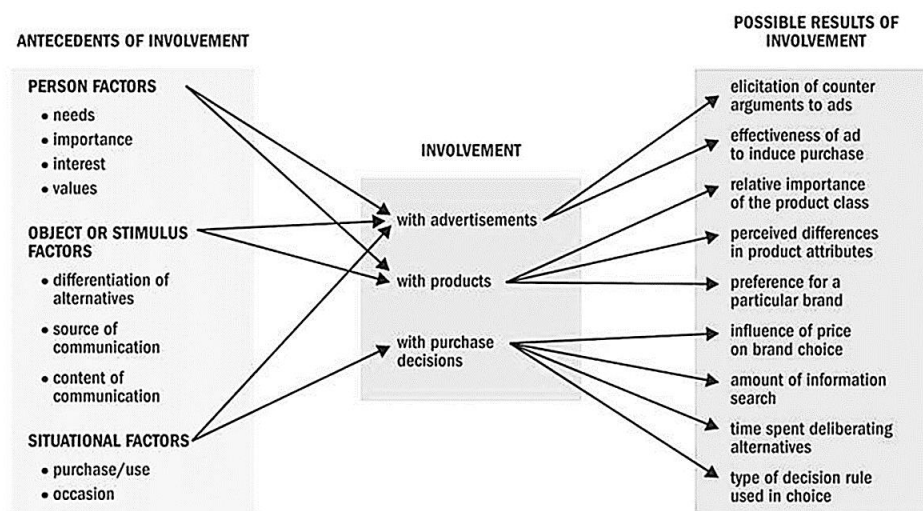 ANTECEDENTS OF INVOLVEMENT
PERSON FACTORS
• needs
• importance
• interest
• values
OBJECT OR STIMULUS
FACTORS
• differentiation of
alternatives
• source of
communication
• content of
communication
SITUATIONAL FACTORS
• purchase/use
• occasion
INVOLVEMENT
with advertisements
with products
with purchase
decisions
POSSIBLE RESULTS OF
INVOLVEMENT
elicitation of counter
arguments to ads
effectiveness of ad
to induce purchase
relative importance
of the product class
perceived differences
in product attributes
preference for a
particular brand
influence of price
on brand choice
amount of information
search
time spent deliberating
alternatives
type of decision rule
used in choice